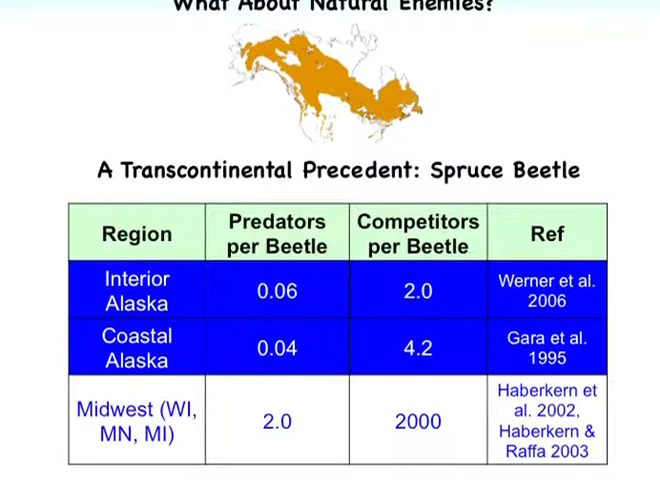 What About Natural Enemies?
A Transcontinental Precedent: Spruce Beetle
Region
Predators
per Beetle
Competitors
per Beetle
Ref
Interior
Alaska
0.06
2.0
Werner et al.
2006
Coastal
Alaska
0.04
4.2
Gara et al.
1995
Midwest (WI,
MN, MI)
2.0
2000
Haberkern et
al. 2002,
Haberkern &
Raffa 2003